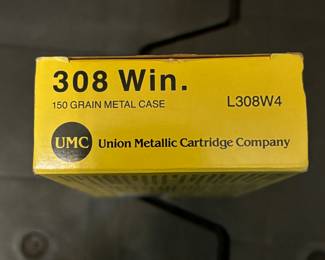 308 Win.
150 GRAIN METAL CASE
L308W4
UMC
Union Metallic Cartridge Company